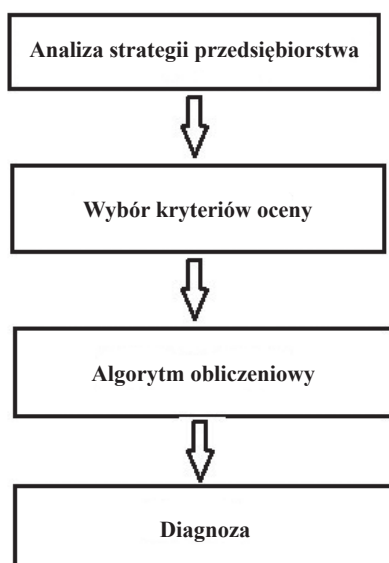 Analiza strategii przedsiębiorstwa
Wybór kryteriów oceny
Algorytm obliczeniowy
Diagnoza